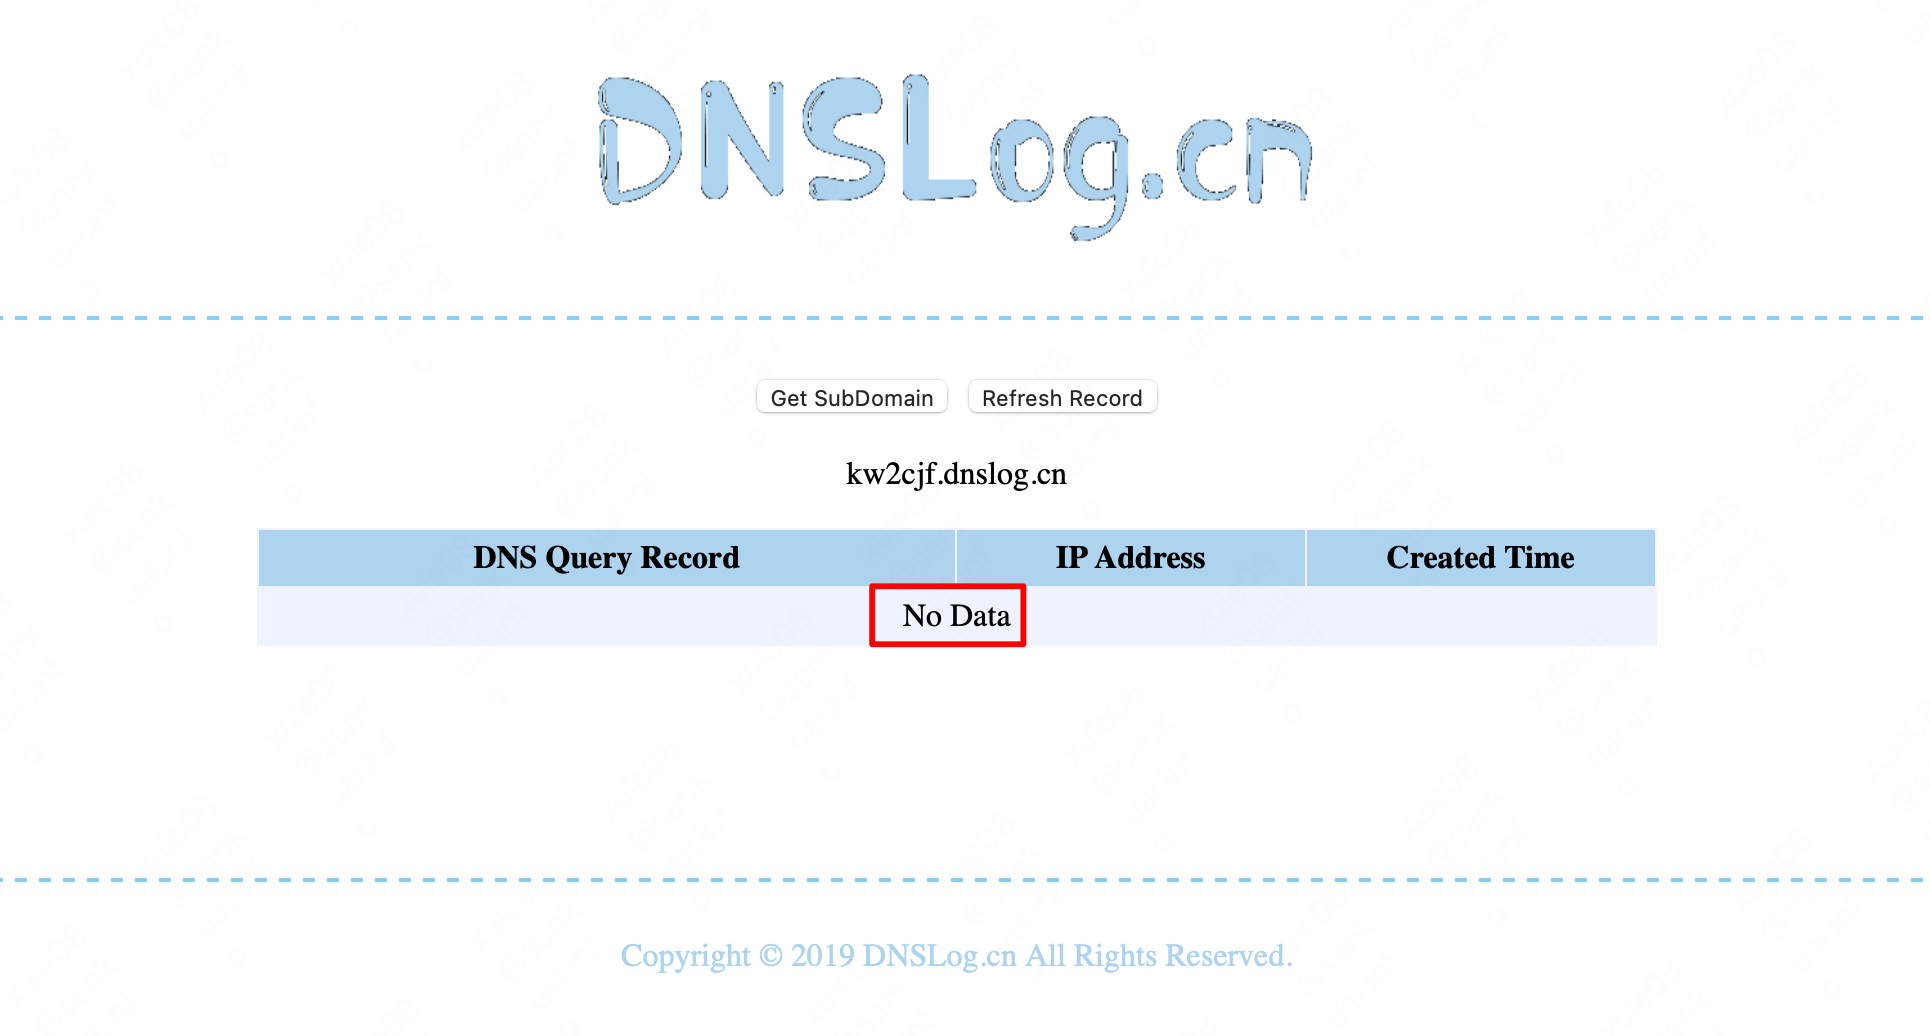 DNSLog.cn
Get SubDomain Refresh Record
kw2cjf.dnslog.cn
DNS Query Record IP Address Created Time
No Data
Copyright © 2019 DNSLog.cn All Rights Reserved.